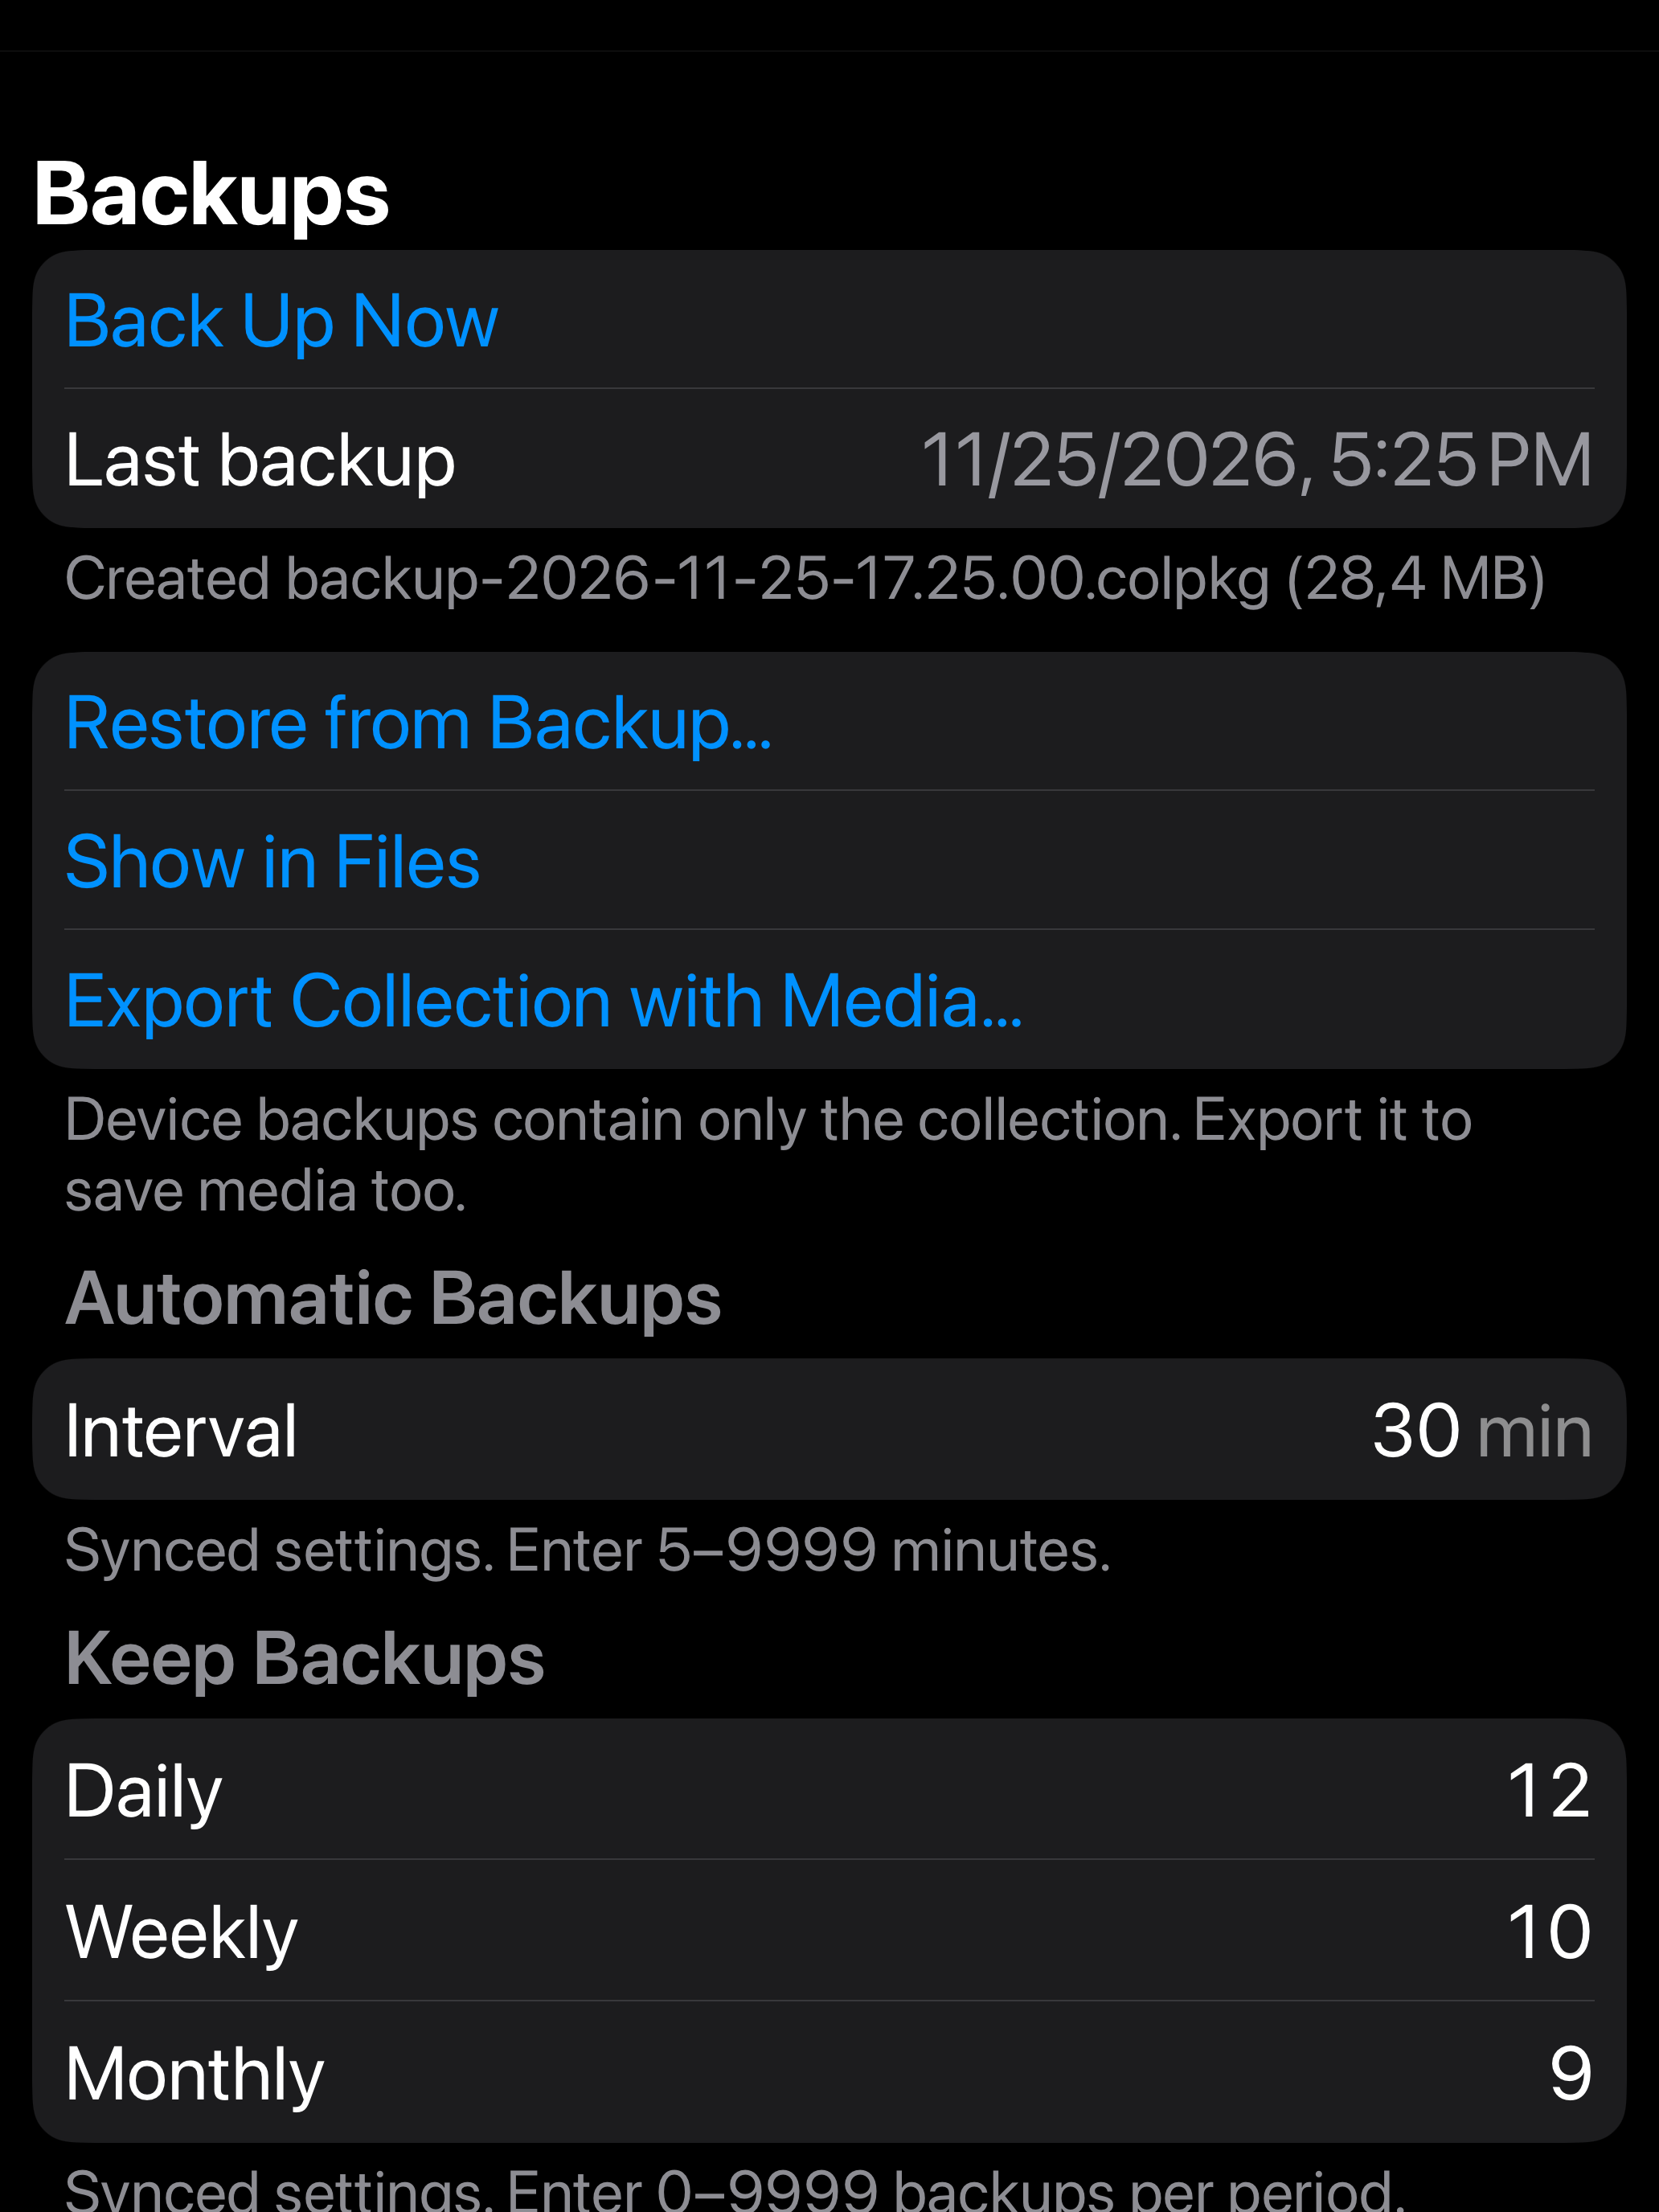 Backups
Back Up Now
Last backup 11/25/2026, 5:25 PM
Created backup-2026-11-25-17.25.00.colpkg (28,4 MB)
Restore from Backup...
Show in Files
Export Collection with Media...
Device backups contain only the collection. Export it to
save media too.
Automatic Backups
Interval 30 min
Synced settings. Enter 5–9999 minutes.
Keep Backups
Daily 12
Weekly 10
Monthly 9
Synced settings. Enter 0–9999 backups per period.